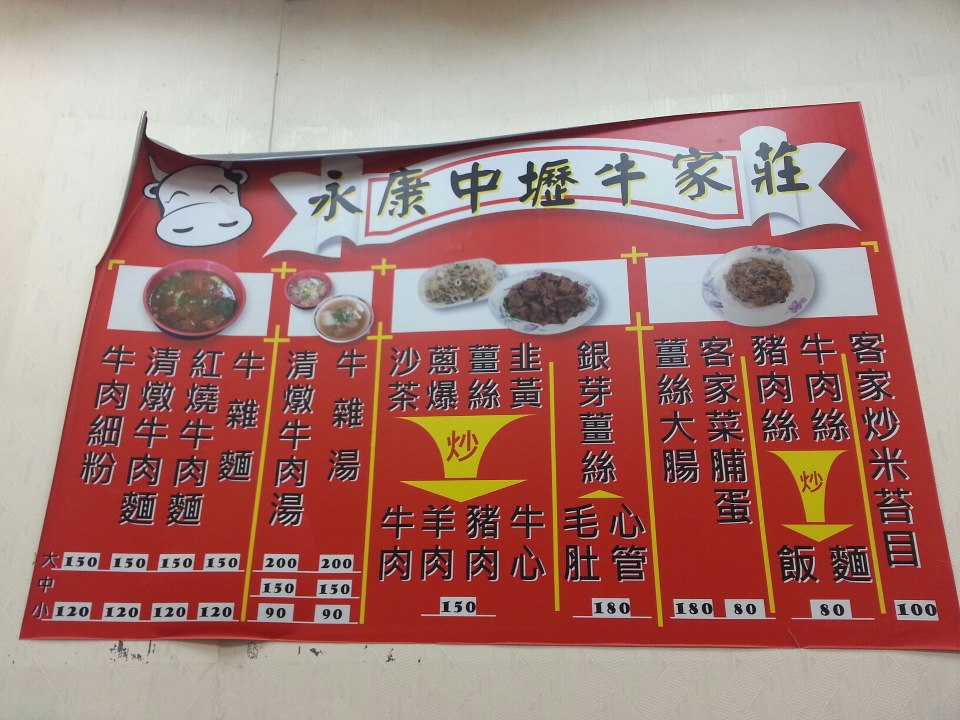 永康中壢牛家莊
牛肉細粉
清燉牛肉麵
紅燒牛肉麵
牛雜麵
大 150 150 150 150
中
小 120 120 120 120
清燉牛肉湯
牛雜湯
200 200
150 150
90 90
沙茶
蔥爆
薑絲
韭黃
炒
牛肉
羊肉
豬肉
牛心
150
銀芽薑絲
毛肚
心管
180
薑絲大腸
客家菜脯蛋
180 80
豬肉絲
牛肉絲
炒
飯
麵
80
客家炒米苔目
100